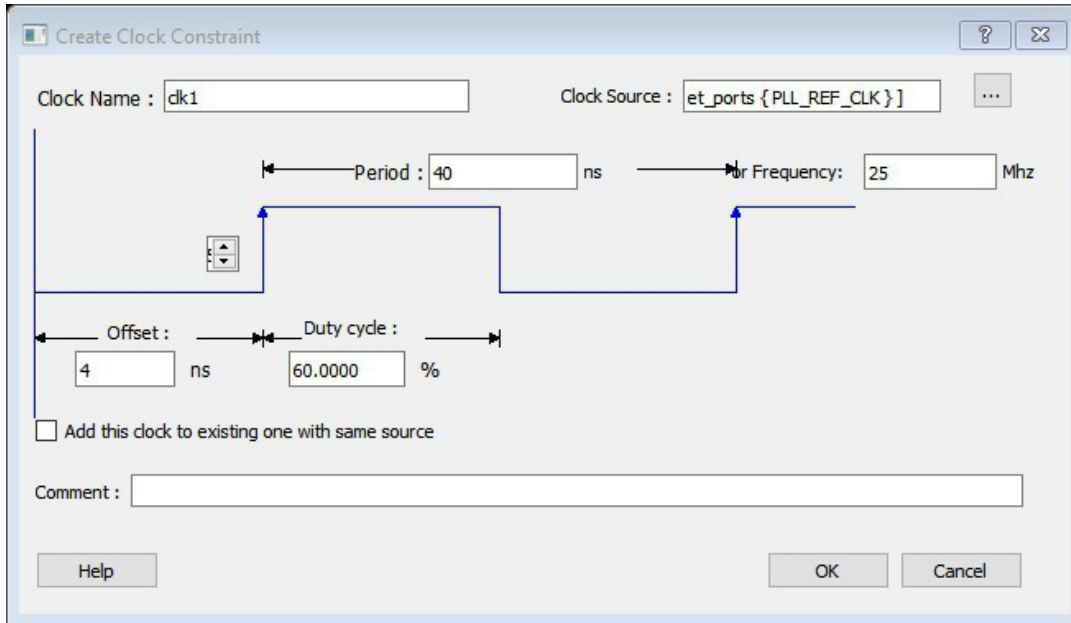 Create Clock Constraint
Clock Name : clk1 Clock Source : et_ports { PLL_REF_CLK } ] ...
Period : 40 ns or Frequency: 25 Mhz
Offset : Duty cycle :
4 ns 60.0000 %
Add this clock to existing one with same source
Comment :
Help OK Cancel